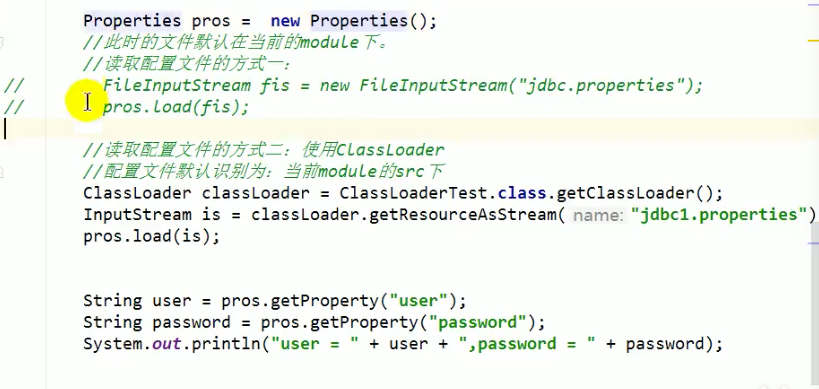 Properties pros =  new Properties();
//此时的文件默认在当前的module下。
//读取配置文件的方式一：
//        FileInputStream fis = new FileInputStream("jdbc.properties");
//        pros.load(fis);
//读取配置文件的方式二：使用ClassLoader
//配置文件默认识别为：当前module的src下
ClassLoader classLoader = ClassLoaderTest.class.getClassLoader();
InputStream is = classLoader.getResourceAsStream( name: "jdbc1.properties")
pros.load(is);
String user = pros.getProperty("user");
String password = pros.getProperty("password");
System.out.println("user = " + user + ",password = " + password);